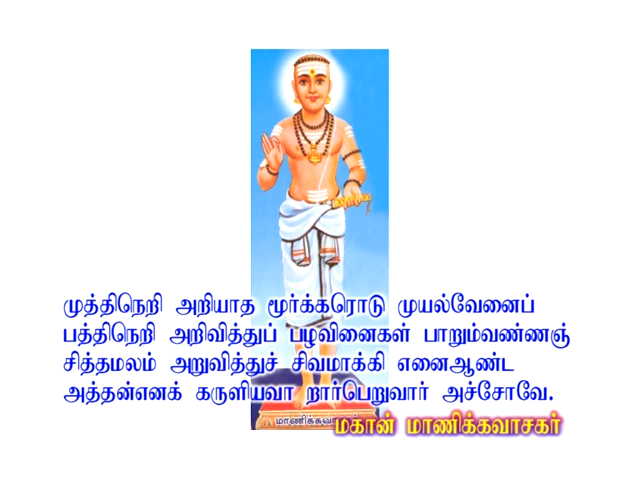 முத்திநெறி அறியாத மூர்க்கரொடு முயல்வேனைப்
பத்திநெறி அறிவித்துப் பழவினைகள் பாறும்வண்ணஞ்
சித்தமலம் அறுவித்துச் சிவமாக்கி எனைஆண்ட
அத்தன்எனக் கருளியவா றார்பெறுவார் அச்சோவே.
மகான் மாணிக்கவாசகர்